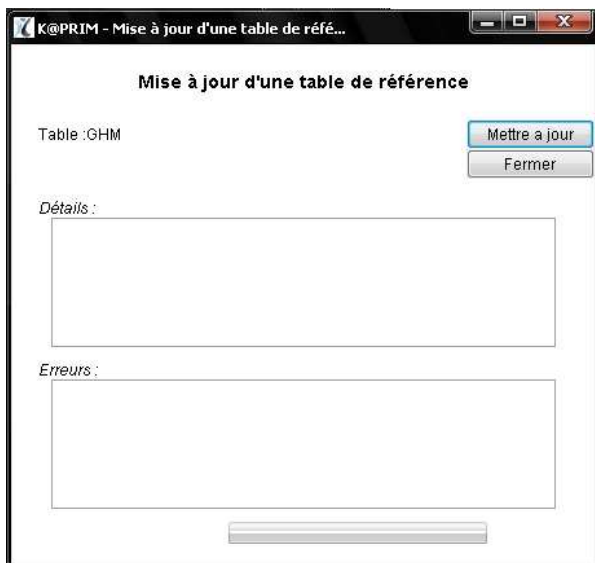 K@PRIM - Mise à jour d'une table de réfé...
Mise à jour d'une table de référence
Table :GHM
Mettre a jour
Fermer
Détails :
Erreurs :